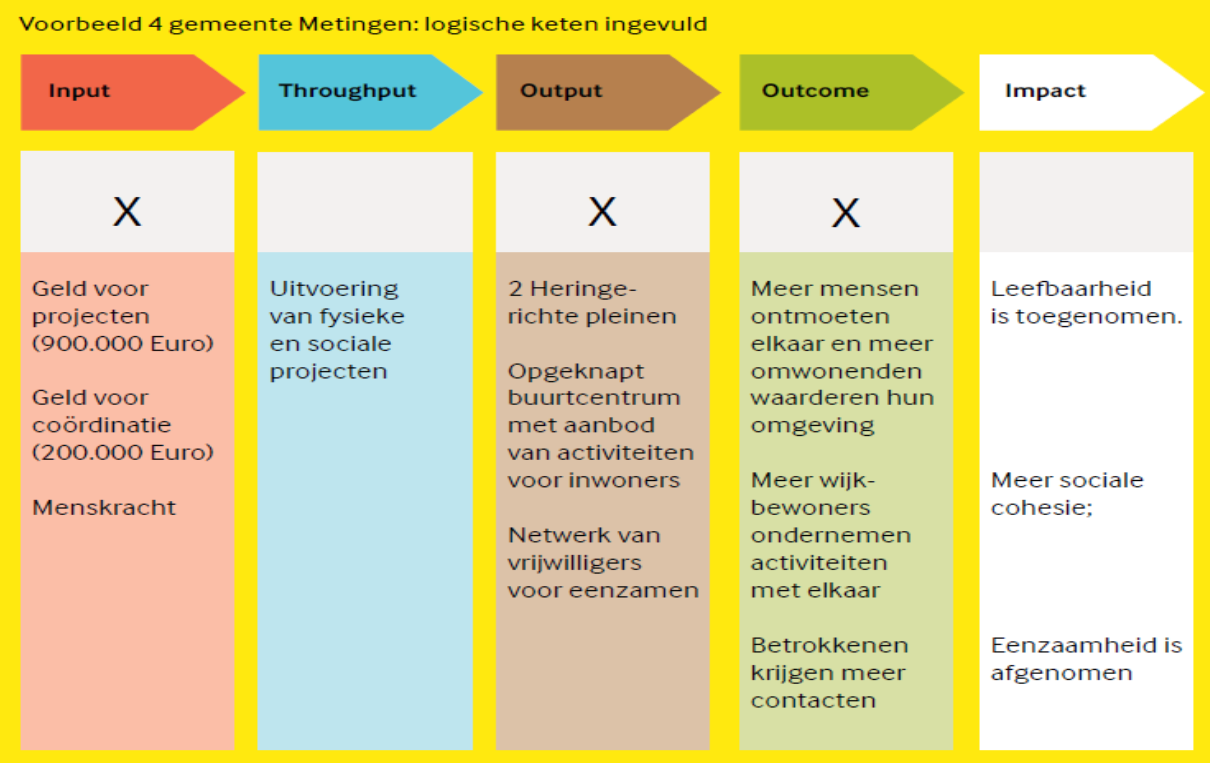 Voorbeeld 4 gemeente Metingen: logische keten ingevuld
Input
Throughput
Output
Outcome
Impact
X
X
X
Geld voor
projecten
(900.000 Euro)
Geld voor
coördinatie
(200.000 Euro)
Menskracht
Uitvoering
van fysieke
en sociale
projecten
2 Heringe-
richte pleinen
Opgeknapt
buurtcentrum
met aanbod
van activiteiten
voor inwoners
Netwerk van
vrijwilligers
voor eenzamen
Meer mensen
ontmoeten
elkaar en meer
omwonenden
waarderen hun
omgeving
Meer wijk-
bewoners
ondernemen
activiteiten
met elkaar
Betrokkenen
krijgen meer
contacten
Leefbaarheid
is toegenomen.
Meer sociale
cohesie;
Eenzaamheid is
afgenomen